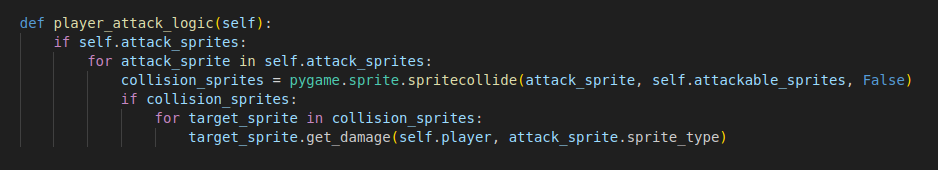 def player_attack_logic(self):
    if self.attack_sprites:
        for attack_sprite in self.attack_sprites:
            collision_sprites = pygame.sprite.spritecollide(attack_sprite, self.attackable_sprites, False)
            if collision_sprites:
                for target_sprite in collision_sprites:
                    target_sprite.get_damage(self.player, attack_sprite.sprite_type)